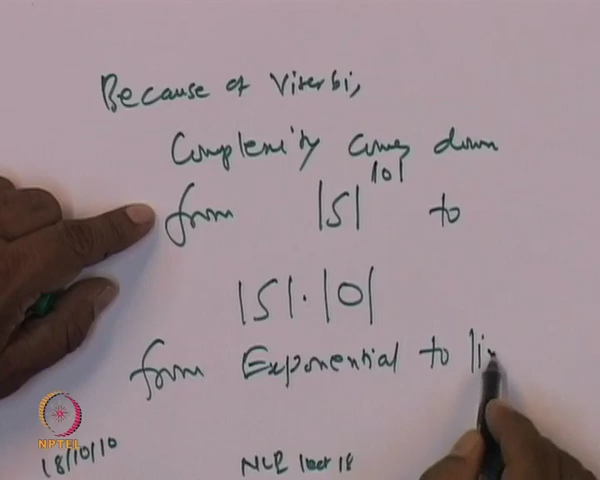 Because of Viterbi,
Complexity comes down
from |S|^|O| to
|S|.|O|
from Exponential to li
NPTEL
18/10/10
NLP lect 18